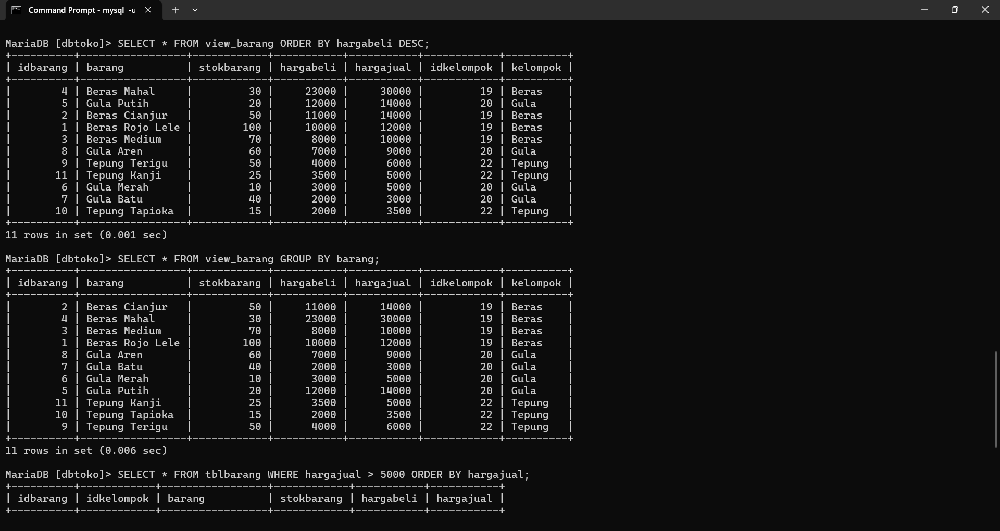 Command Prompt - mysql -u
MariaDB [dbtoko]> SELECT * FROM view_barang ORDER BY hargabeli DESC;
+----------+-----------------+------------+-----------+-----------+------------+----------+
| idbarang | barang          | stokbarang | hargabeli | hargajual | idkelompok | kelompok |
+----------+-----------------+------------+-----------+-----------+------------+----------+
|        4 | Beras Mahal     |         30 |     23000 |     30000 |         19 | Beras    |
|        5 | Gula Putih      |         20 |     12000 |     14000 |         20 | Gula     |
|        2 | Beras Cianjur   |         50 |     11000 |     14000 |         19 | Beras    |
|        1 | Beras Rojo Lele |        100 |     10000 |     12000 |         19 | Beras    |
|        3 | Beras Medium    |         70 |      8000 |     10000 |         19 | Beras    |
|        8 | Gula Aren       |         60 |      7000 |      9000 |         20 | Gula     |
|        9 | Tepung Terigu   |         50 |      4000 |      6000 |         22 | Tepung   |
|       11 | Tepung Kanji    |         25 |      3500 |      5000 |         22 | Tepung   |
|        6 | Gula Merah      |         10 |      3000 |      5000 |         20 | Gula     |
|        7 | Gula Batu       |         40 |      2000 |      3000 |         20 | Gula     |
|       10 | Tepung Tapioka  |         15 |      2000 |      3500 |         22 | Tepung   |
+----------+-----------------+------------+-----------+-----------+------------+----------+
11 rows in set (0.001 sec)
MariaDB [dbtoko]> SELECT * FROM view_barang GROUP BY barang;
+----------+-----------------+------------+-----------+-----------+------------+----------+
| idbarang | barang          | stokbarang | hargabeli | hargajual | idkelompok | kelompok |
+----------+-----------------+------------+-----------+-----------+------------+----------+
|        2 | Beras Cianjur   |         50 |     11000 |     14000 |         19 | Beras    |
|        4 | Beras Mahal     |         30 |     23000 |     30000 |         19 | Beras    |
|        3 | Beras Medium    |         70 |      8000 |     10000 |         19 | Beras    |
|        1 | Beras Rojo Lele |        100 |     10000 |     12000 |         19 | Beras    |
|        8 | Gula Aren       |         60 |      7000 |      9000 |         20 | Gula     |
|        7 | Gula Batu       |         40 |      2000 |      3000 |         20 | Gula     |
|        6 | Gula Merah      |         10 |      3000 |      5000 |         20 | Gula     |
|        5 | Gula Putih      |         20 |     12000 |     14000 |         20 | Gula     |
|       11 | Tepung Kanji    |         25 |      3500 |      5000 |         22 | Tepung   |
|       10 | Tepung Tapioka  |         15 |      2000 |      3500 |         22 | Tepung   |
|        9 | Tepung Terigu   |         50 |      4000 |      6000 |         22 | Tepung   |
+----------+-----------------+------------+-----------+-----------+------------+----------+
11 rows in set (0.006 sec)
MariaDB [dbtoko]> SELECT * FROM tblbarang WHERE hargajual > 5000 ORDER BY hargajual;
+----------+------------+-----------------+------------+-----------+-----------+
| idbarang | idkelompok | barang          | stokbarang | hargabeli | hargajual |
+----------+------------+-----------------+------------+-----------+-----------+